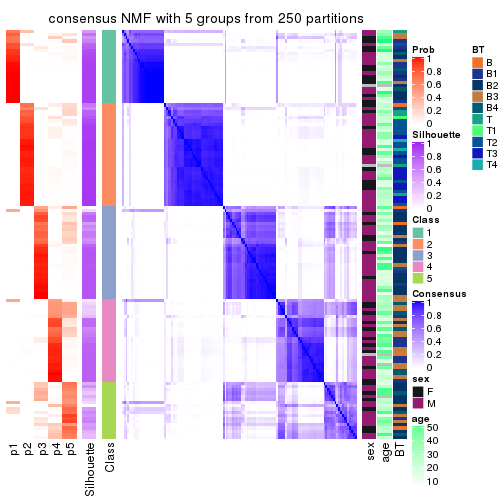 consensus NMF with 5 groups from 250 partitions
Prob
1
0.8
0.6
0.4
0.2
0
Silhouette
1
0.8
0.6
0.4
0.2
0
Class
1
2
3
4
5
Consensus
1
0.8
0.6
0.4
0.2
0
sex
F
M
age
50
40
30
20
10
BT
B
B1
B2
B3
B4
T
T1
T2
T3
T4
p1
p2
p3
p4
p5
Silhouette
Class
sex
age
BT